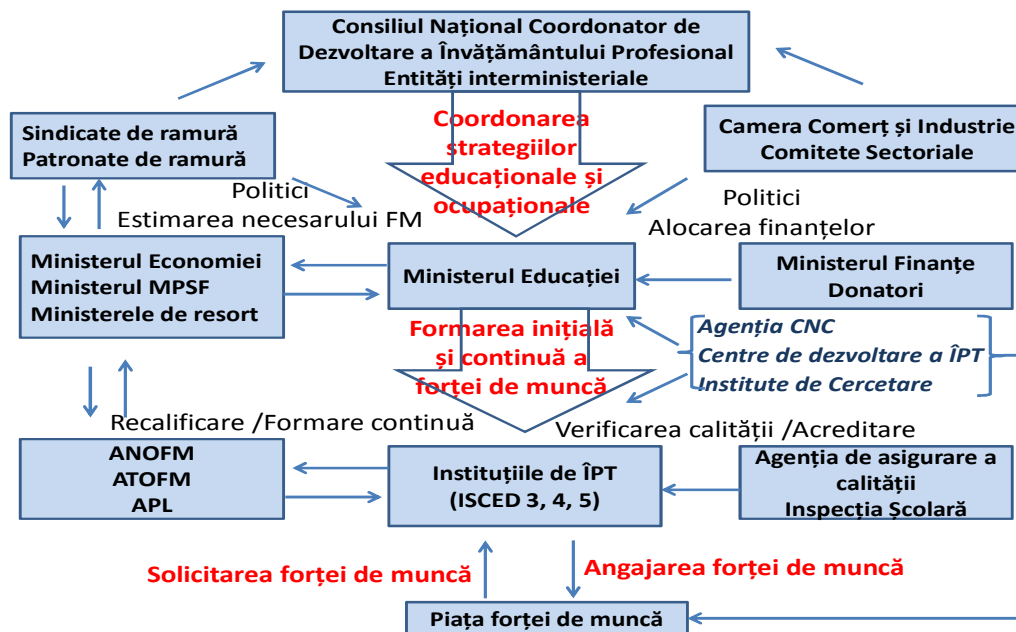 Consiliul Național Coordonator de
Dezvoltare a Învățământului Profesional
Entități interministeriale
Coordonarea
strategiilor
educaționale și
ocupaționale
Sindicate de ramură
Patronate de ramură
Camera Comerț și Industrie
Comitete Sectoriale
Politici
Estimarea necesarului FM
Politici
Alocarea finanțelor
Ministerul Economiei
Ministerul MPSF
Ministerele de resort
Ministerul Educației
Ministerul Finanțe
Donatori
Formarea inițială
și continuă a
forței de muncă
Agenția CNC
Centre de dezvoltare a ÎPT
Institute de Cercetare
Recalificare /Formare continuă
Verificarea calității /Acreditare
ANOFM
ATOFM
APL
Instituțiile de ÎPT
(ISCED 3, 4, 5)
Agenția de asigurare a
calității
Inspecția Școlară
Solicitarea forței de muncă
Angajarea forței de muncă
Piața forței de muncă